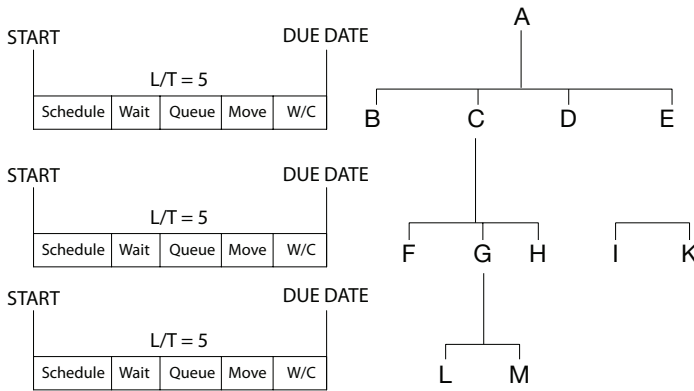 START DUE DATE
L/T = 5
Schedule Wait Queue Move W/C
START DUE DATE
L/T = 5
Schedule Wait Queue Move W/C
START DUE DATE
L/T = 5
Schedule Wait Queue Move W/C
A
B C D E
F G H I K
L M